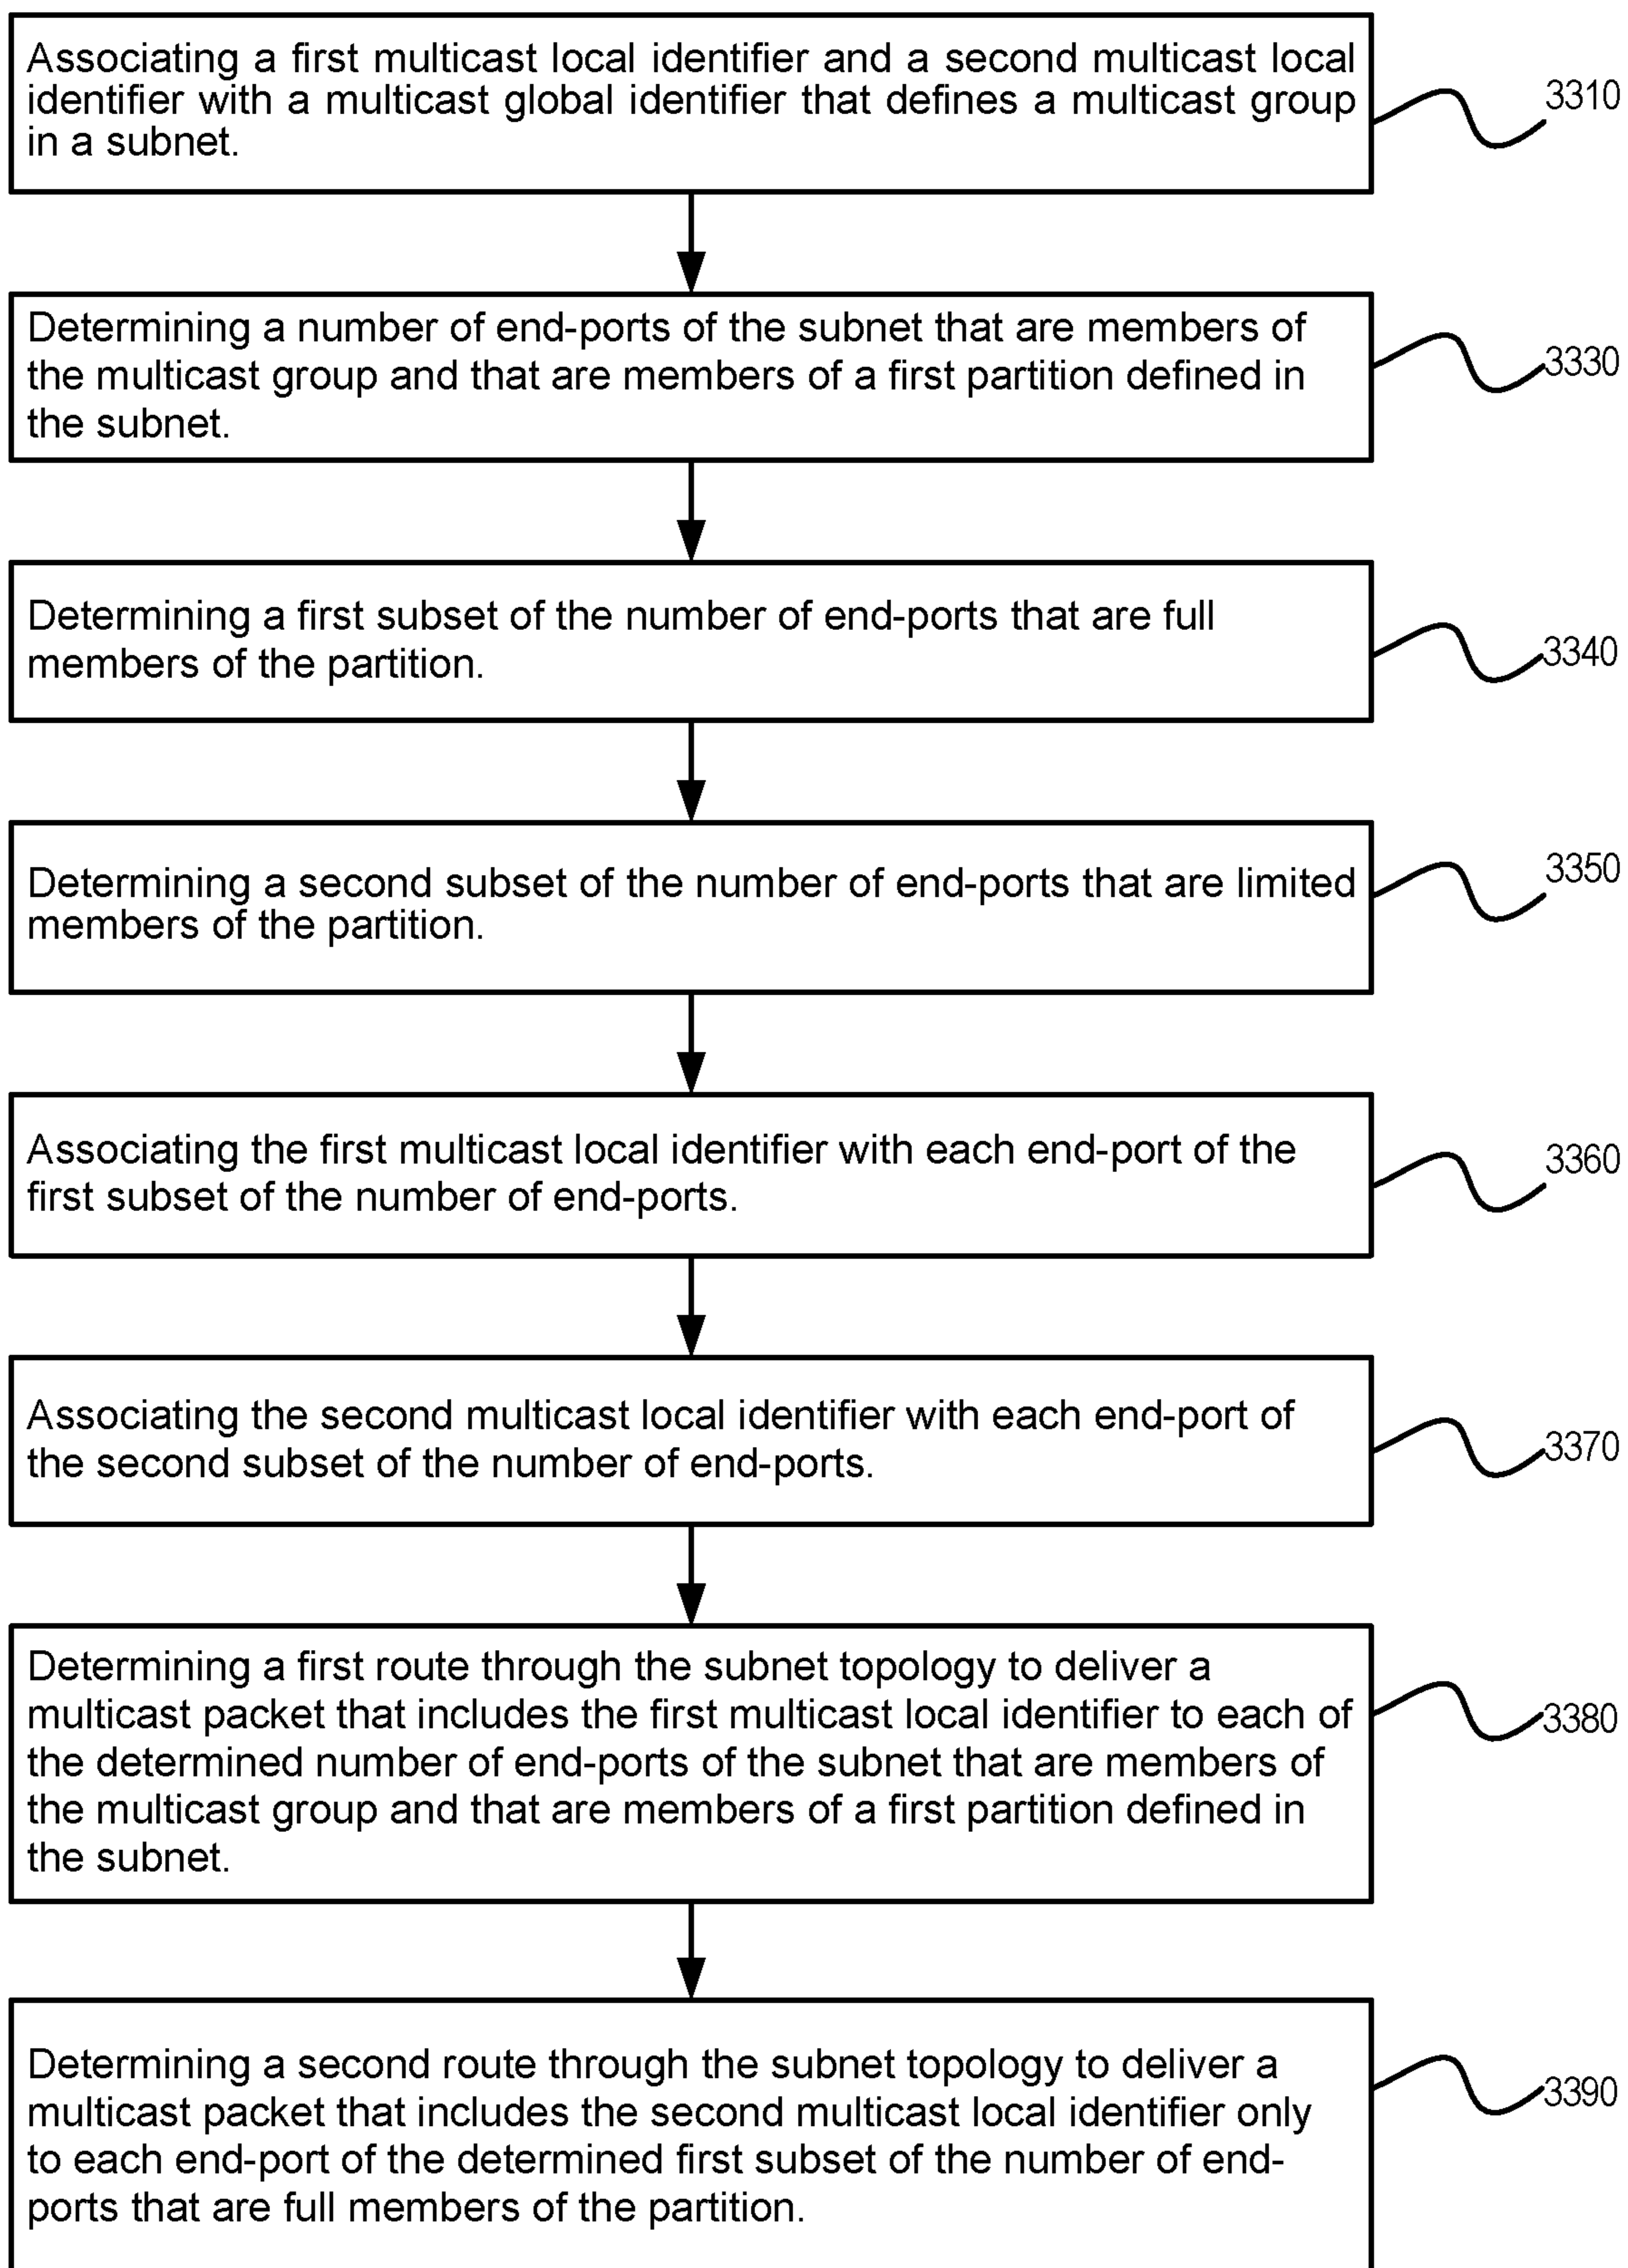 Associating a first multicast local identifier and a second multicast local
identifier with a multicast global identifier that defines a multicast group
in a subnet.
3310
Determining a number of end-ports of the subnet that are members of
the multicast group and that are members of a first partition defined in
the subnet.
3330
Determining a first subset of the number of end-ports that are full
members of the partition.
3340
Determining a second subset of the number of end-ports that are limited
members of the partition.
3350
Associating the first multicast local identifier with each end-port of the
first subset of the number of end-ports.
3360
Associating the second multicast local identifier with each end-port of
the second subset of the number of end-ports.
3370
Determining a first route through the subnet topology to deliver a
multicast packet that includes the first multicast local identifier to each of
the determined number of end-ports of the subnet that are members of
the multicast group and that are members of a first partition defined in
the subnet.
3380
Determining a second route through the subnet topology to deliver a
multicast packet that includes the second multicast local identifier only
to each end-port of the determined first subset of the number of end-
ports that are full members of the partition.
3390